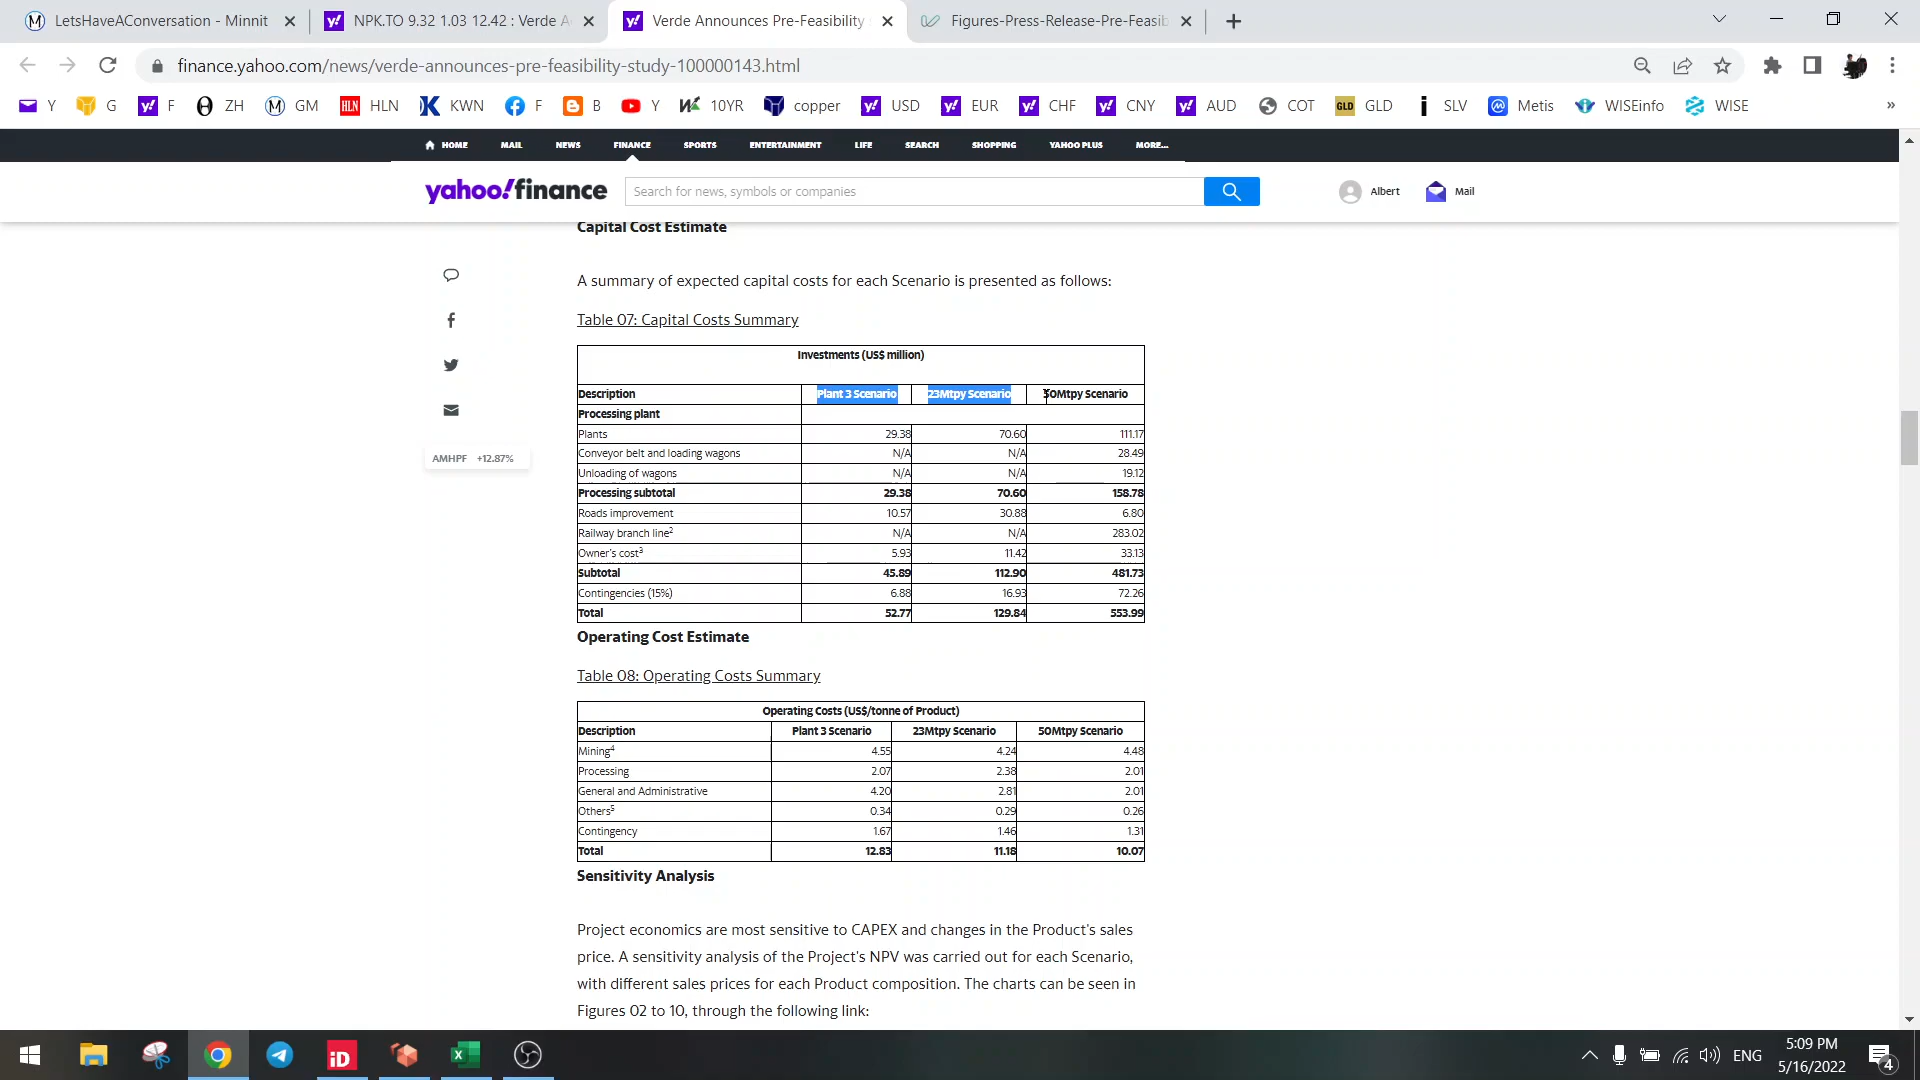 LetsHaveAConversation - Minnit
NPK.TO 9.32 1.03 12.42 : Verde A
Verde Announces Pre-Feasibility
Figures-Press-Release-Pre-Feasib
finance.yahoo.com/news/verde-announces-pre-feasibility-study-100000143.html
Y G F ZH GM HLN KWN F B Y 10YR copper USD EUR CHF CNY AUD COT GLD SLV Metis WISEinfo WISE »
HOME MAIL NEWS FINANCE SPORTS ENTERTAINMENT LIFE SEARCH SHOPPING YAHOO PLUS MORE...
yahoo!finance
Search for news, symbols or companies
Albert
Mail
Capital Cost Estimate
A summary of expected capital costs for each Scenario is presented as follows:
Table 07: Capital Costs Summary
Investments (US$ million)
Description Plant 3 Scenario 23Mtpy Scenario 50Mtpy Scenario
Processing plant
Plants 29.38 70.60 111.17
Conveyor belt and loading wagons N/A N/A 28.49
AMHPF +12.87%
Unloading of wagons N/A N/A 19.12
Processing subtotal 29.38 70.60 158.78
Roads improvement 10.57 30.88 6.80
Railway branch line² N/A N/A 283.02
Owner's cost³ 5.93 11.42 33.13
Subtotal 45.89 112.90 481.73
Contingencies (15%) 6.88 16.93 72.26
Total 52.77 129.84 553.99
Operating Cost Estimate
Table 08: Operating Costs Summary
Operating Costs (US$/tonne of Product)
Description Plant 3 Scenario 23Mtpy Scenario 50Mtpy Scenario
Mining⁴ 4.55 4.24 4.48
Processing 2.07 2.38 2.01
General and Administrative 4.20 2.81 2.01
Others⁵ 0.34 0.29 0.26
Contingency 1.67 1.46 1.31
Total 12.83 11.18 10.07
Sensitivity Analysis
Project economics are most sensitive to CAPEX and changes in the Product's sales
price. A sensitivity analysis of the Project's NPV was carried out for each Scenario,
with different sales prices for each Product composition. The charts can be seen in
Figures 02 to 10, through the following link:
iD
ENG
5:09 PM
5/16/2022
4